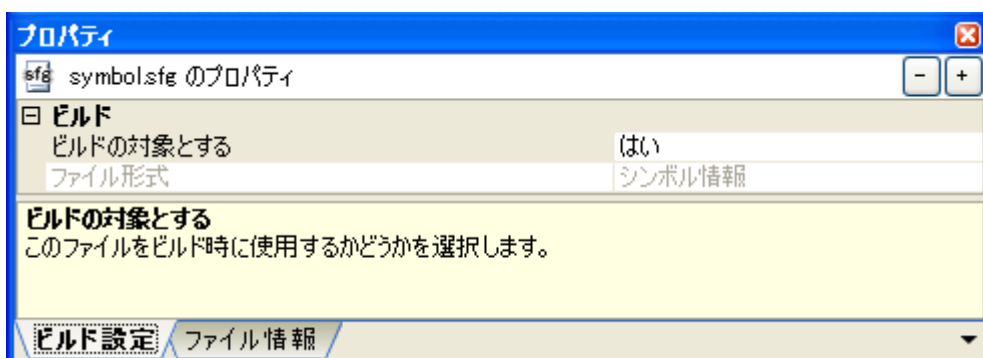 プロパティ
sfg symbol.sfg のプロパティ - +
ビルド
ビルドの対象とする はい
ファイル形式 シンボル情報
ビルドの対象とする
このファイルをビルド時に使用するかどうかを選択します。
ビルド設定 ファイル情報